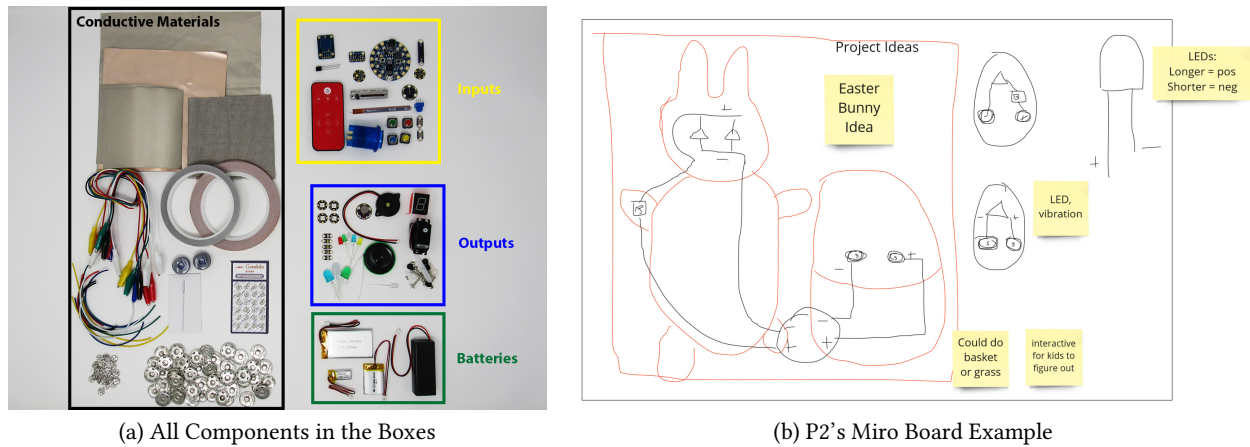 Conductive Materials
Inputs
Outputs
Batteries
(a) All Components in the Boxes
Project Ideas
Easter
Bunny
Idea
LEDs:
Longer = pos
Shorter = neg
+
−
+
−
LED,
vibration
−
+
−
+
−
−
+
+
Could do
basket
or grass
interactive
for kids to
figure out
(b) P2's Miro Board Example